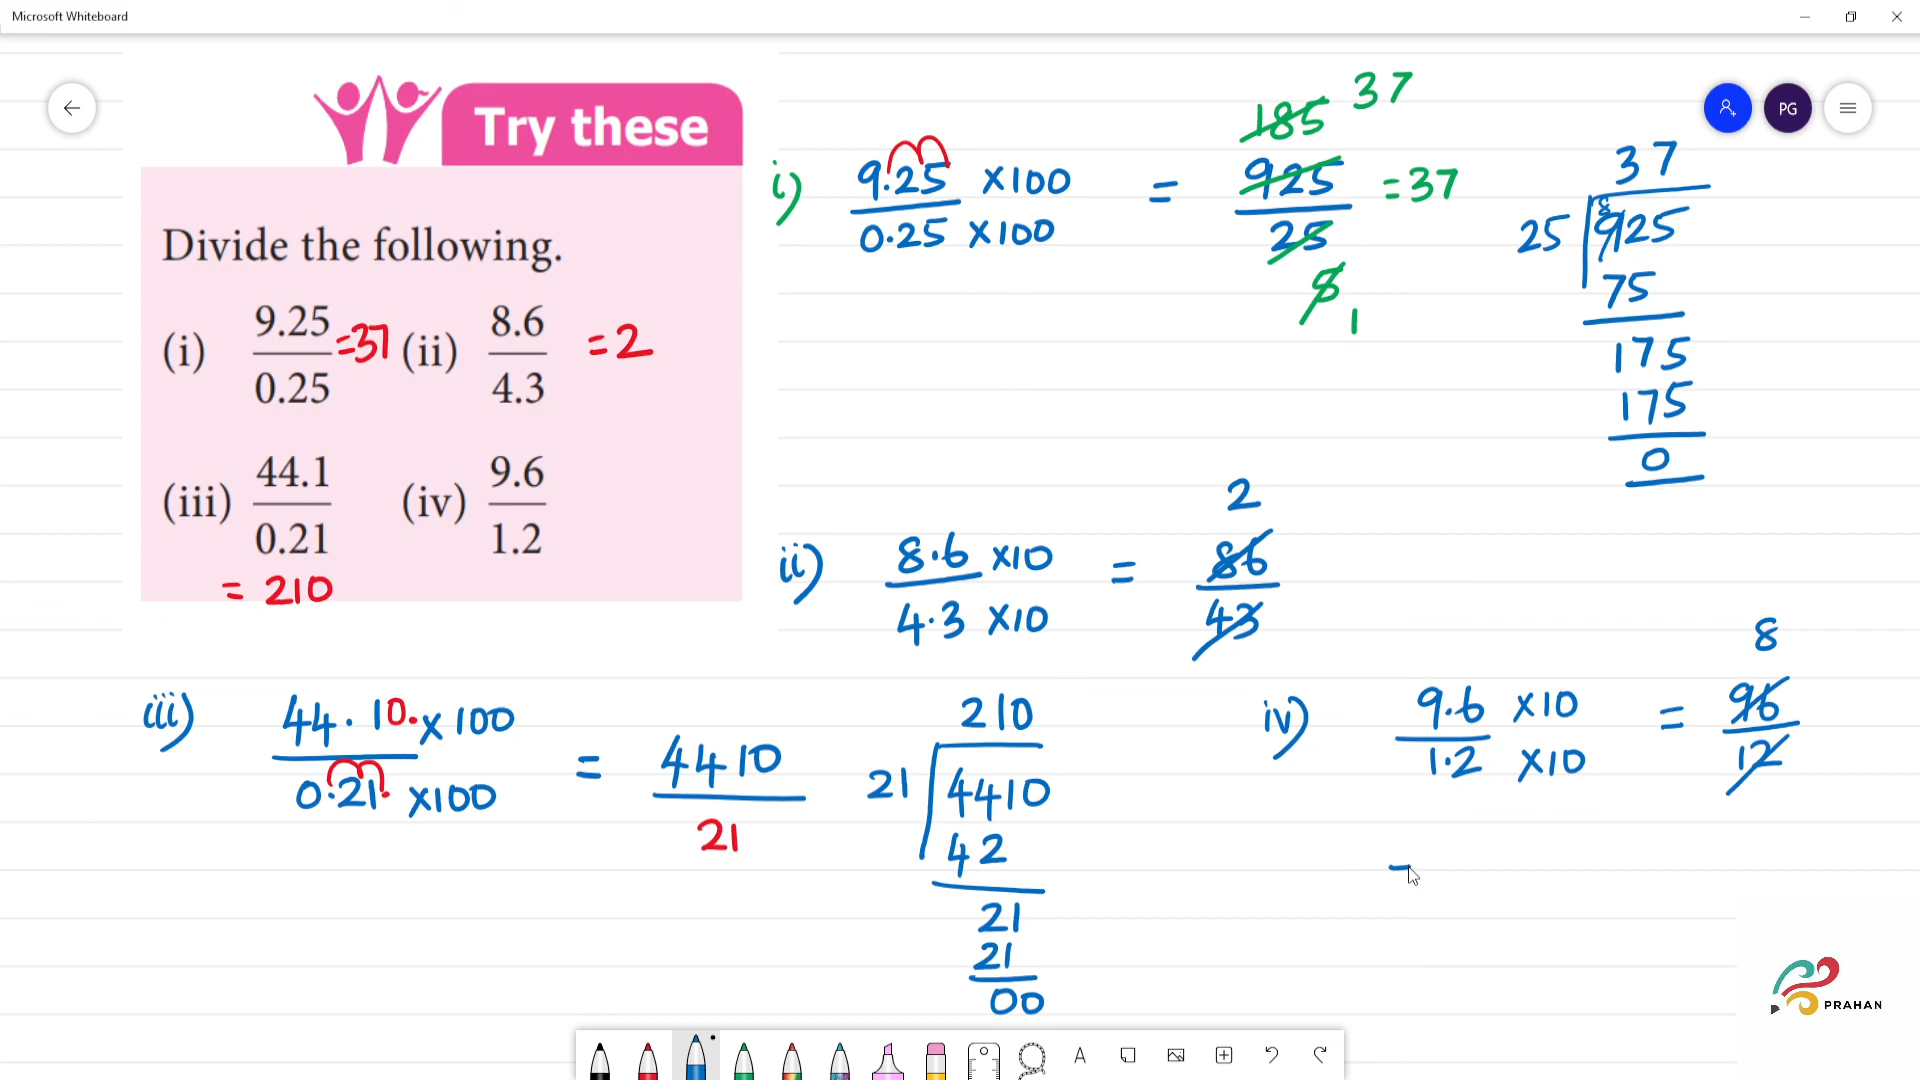 Microsoft Whiteboard
PG
Try these
Divide the following.
(i) 9.25 / 0.25 =37 (ii) 8.6 / 4.3 =2
(iii) 44.1 / 0.21 = 210 (iv) 9.6 / 1.2
i) 9.25 ×100 / 0.25 ×100 = 925 / 25 = 37
185 37
5
1
37
25 925
8
75
175
175
0
ii) 8.6 ×10 / 4.3 ×10 = 86 / 43
2
iii) 44.10. × 100 / 0.21. ×100 = 4410 / 21
210
21 4410
42
21
21
00
iv) 9.6 ×10 / 1.2 ×10 = 96 / 12
8
PRAHAN
A